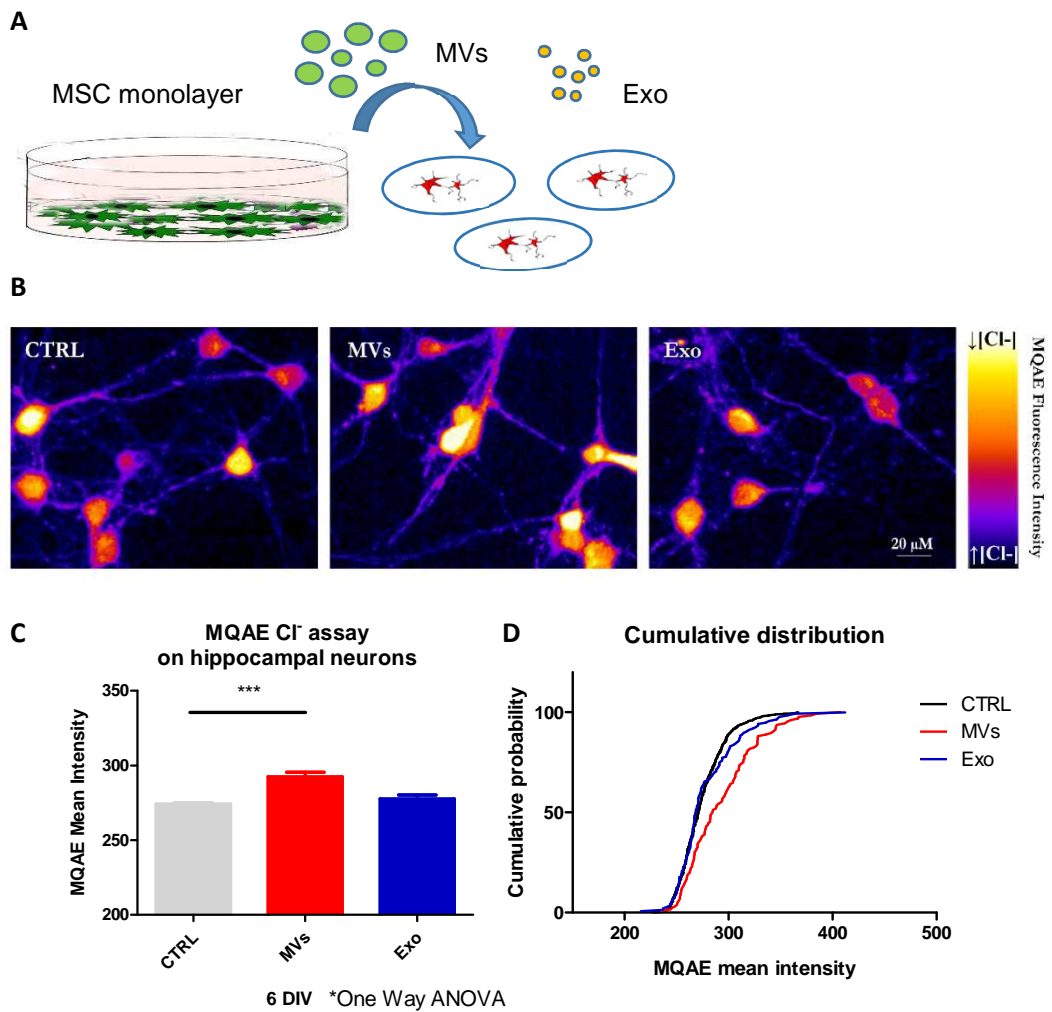 A
MSC monolayer
MVs
Exo
B
CTRL
MVs
Exo
20 µM
↓[Cl-]
↑[Cl-]
MQAE Fluorescence Intensity
C
MQAE Cl⁻ assay
on hippocampal neurons
***
MQAE Mean Intensity
350
300
250
200
CTRL
MVs
Exo
6 DIV *One Way ANOVA
D
Cumulative distribution
Cumulative probability
100
50
0
200
300
400
500
MQAE mean intensity
CTRL
MVs
Exo